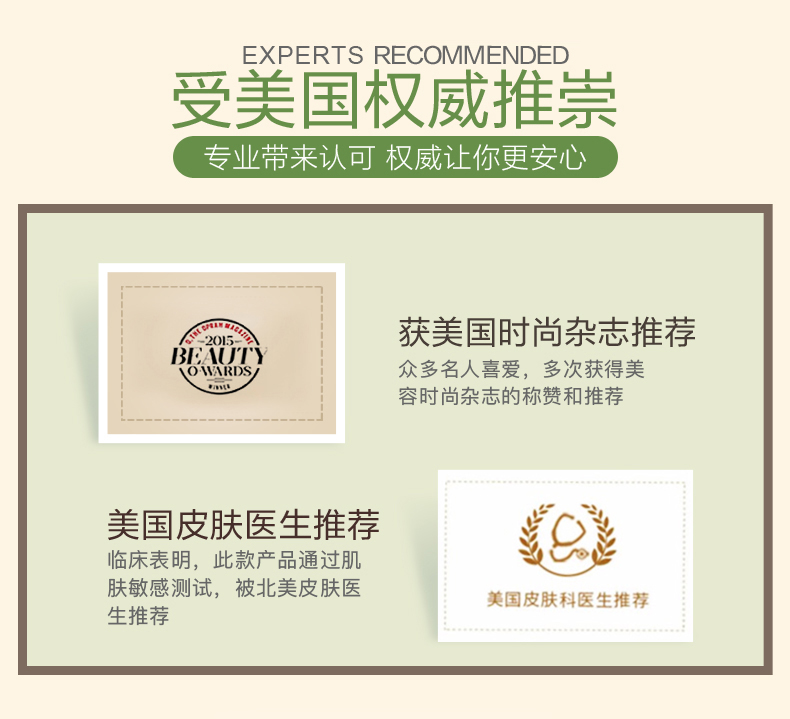 EXPERTS RECOMMENDED
受美国权威推崇
专业带来认可 权威让你更安心
O, THE OPRAH MAGAZINE
2015
BEAUTY
O-WARDS
WINNER
获美国时尚杂志推荐
众多名人喜爱，多次获得美
容时尚杂志的称赞和推荐
美国皮肤医生推荐
临床表明，此款产品通过肌
肤敏感测试，被北美皮肤医
生推荐
美国皮肤科医生推荐